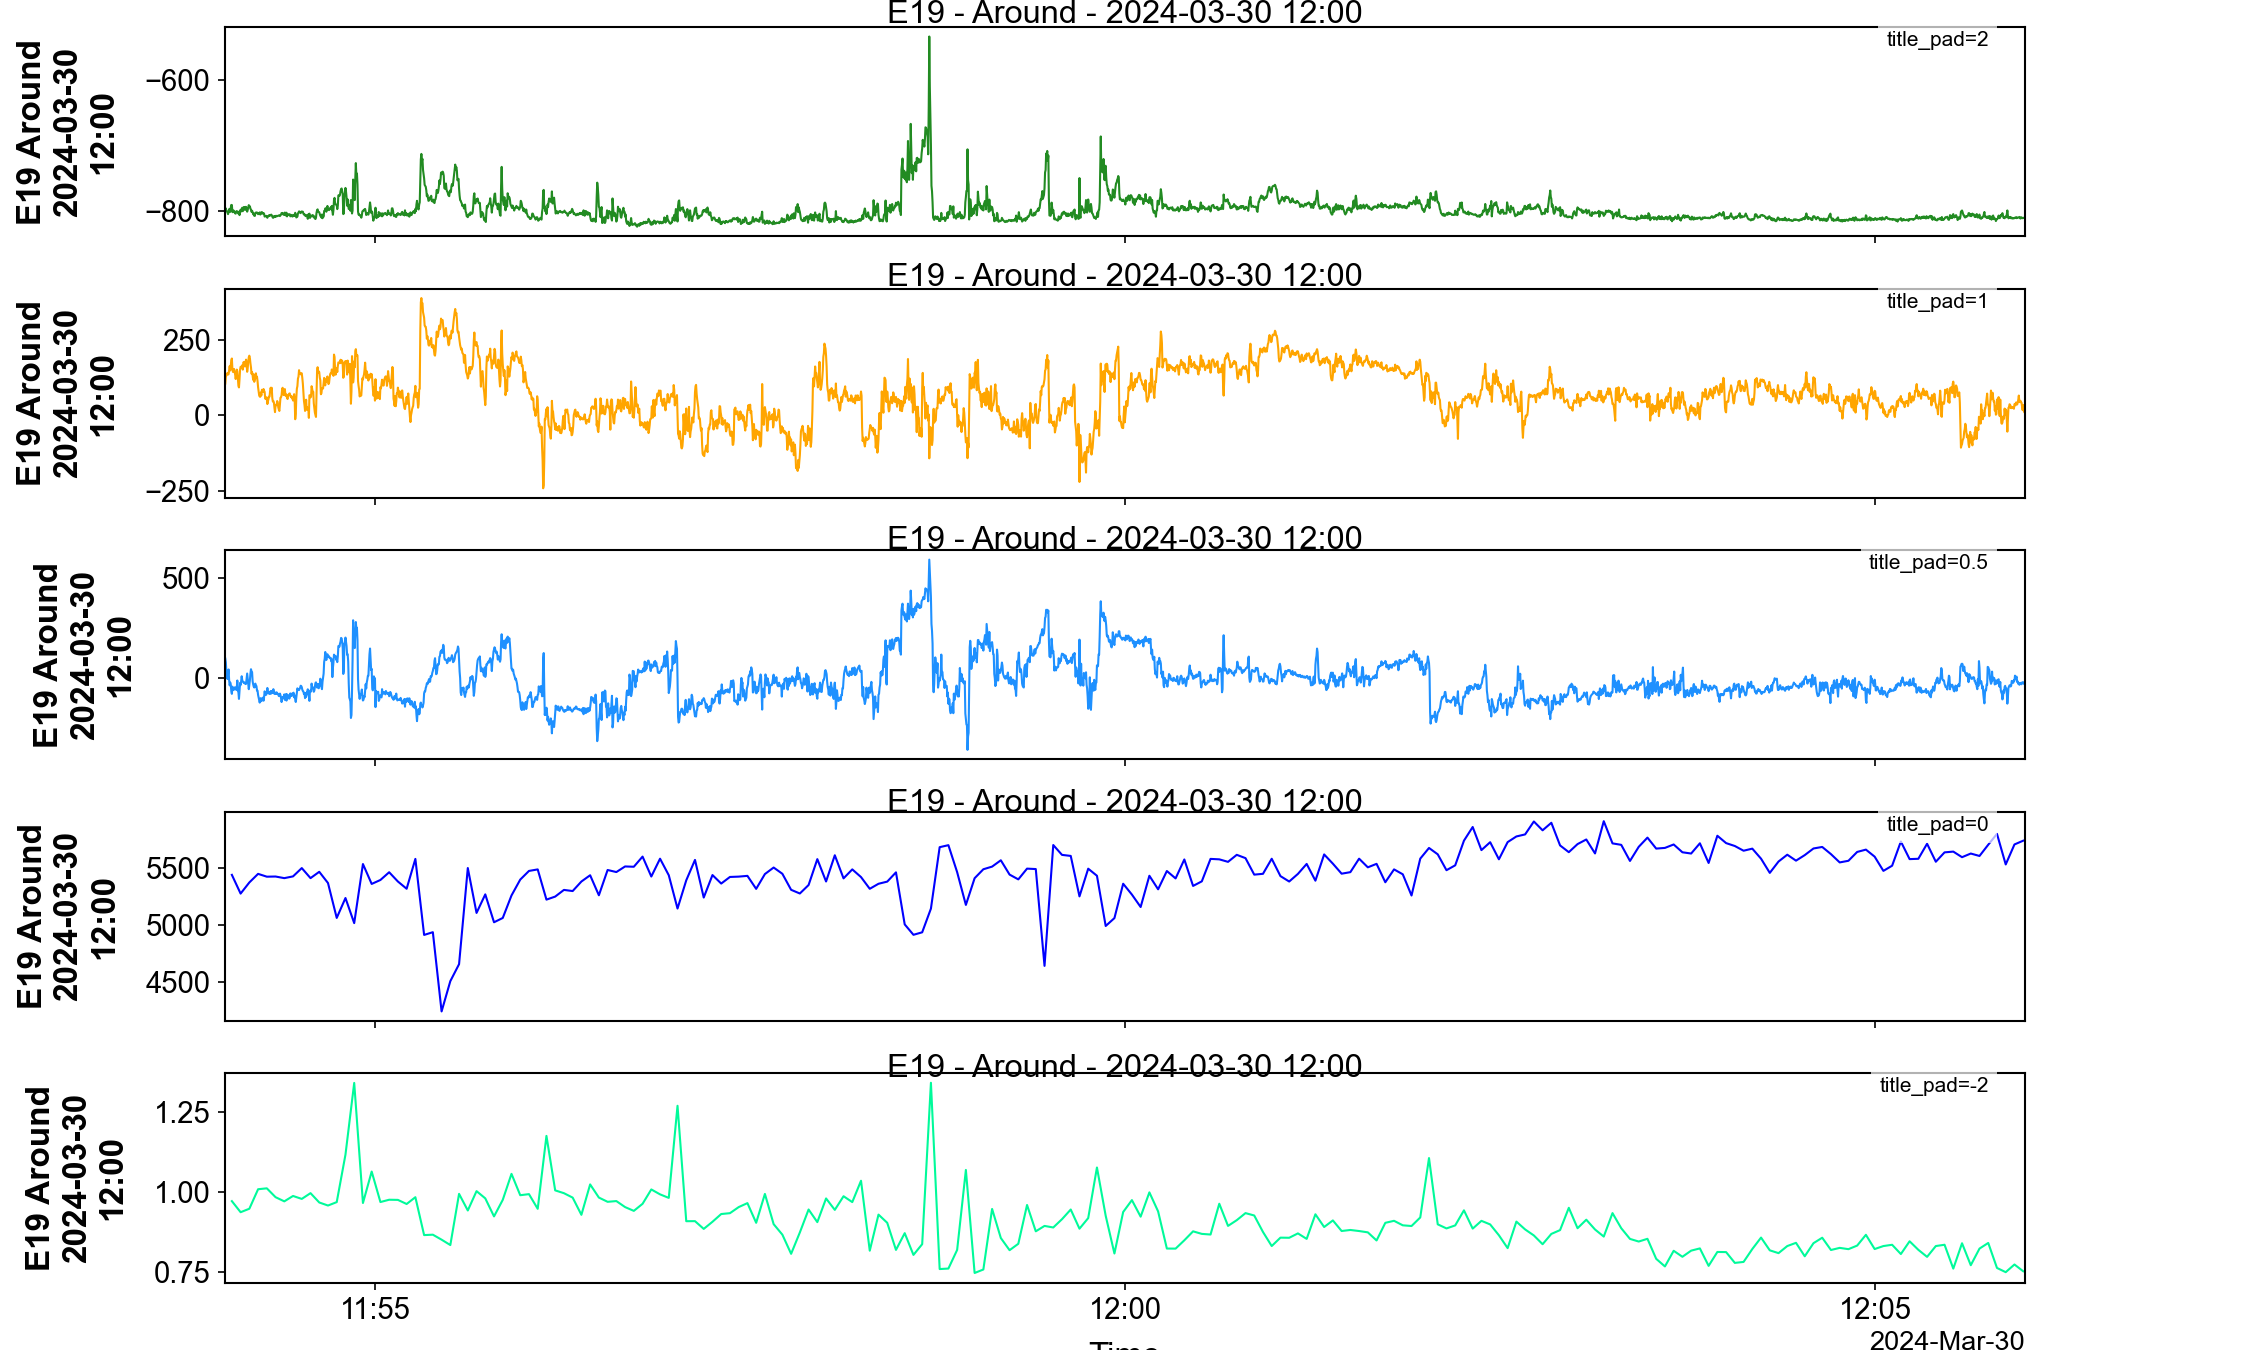 E19 - Around - 2024-03-30 12:00
E19 Around
2024-03-30
12:00
−600
−800
title_pad=2
E19 - Around - 2024-03-30 12:00
E19 Around
2024-03-30
12:00
250
0
−250
title_pad=1
E19 - Around - 2024-03-30 12:00
E19 Around
2024-03-30
12:00
500
0
title_pad=0.5
E19 - Around - 2024-03-30 12:00
E19 Around
2024-03-30
12:00
5500
5000
4500
title_pad=0
E19 - Around - 2024-03-30 12:00
E19 Around
2024-03-30
12:00
1.25
1.00
0.75
title_pad=-2
11:55
12:00
12:05
Time
2024-Mar-30